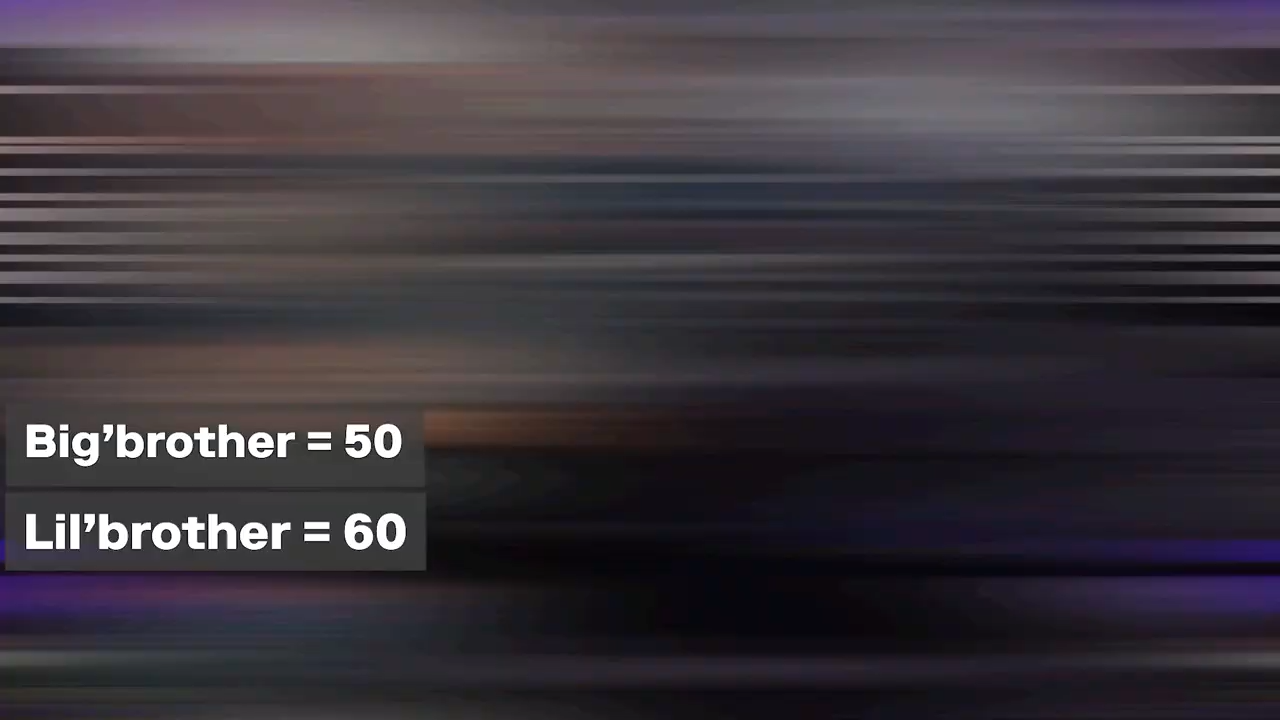 Big’brother = 50
Lil’brother = 60